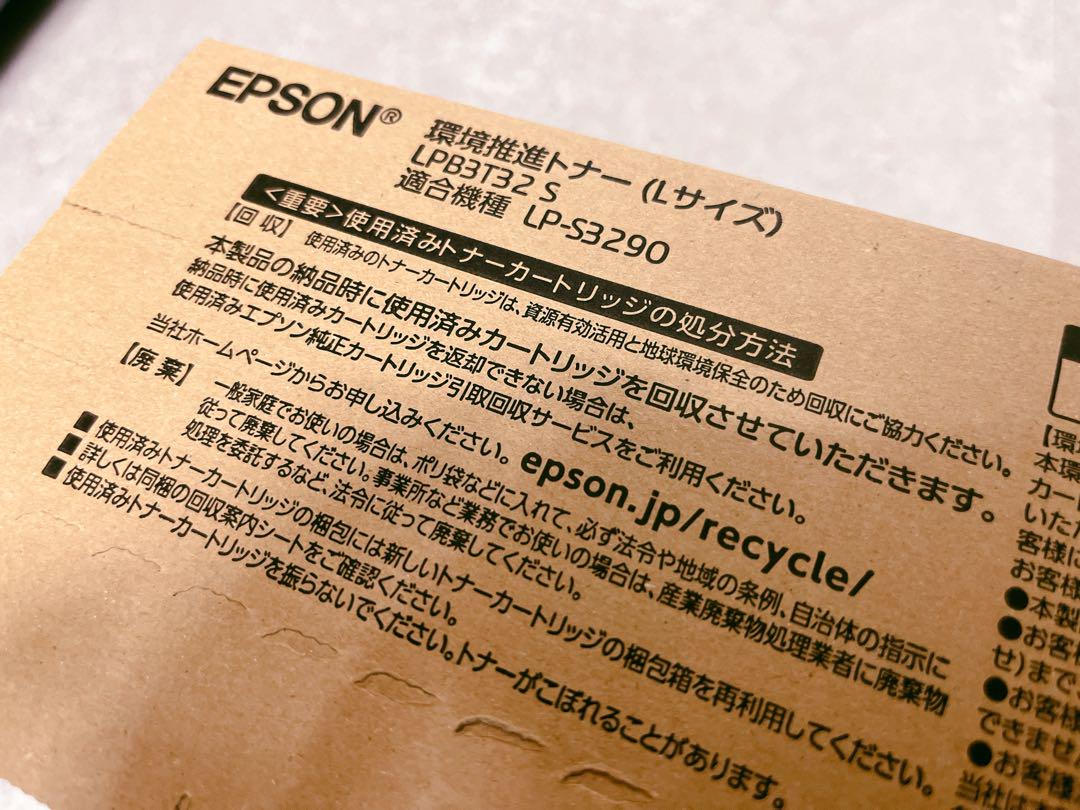 EPSON®
環境推進トナー (Lサイズ)
LPB3T32 S
適合機種 LP-S3290
<重要>使用済みトナーカートリッジの処分方法
【回収】 使用済みのトナーカートリッジは、資源有効活用と地球環境保全のため回収にご協力ください。
本製品の納品時に使用済みカートリッジを回収させていただきます。
納品時に使用済みカートリッジを返却できない場合は、
使用済みエプソン純正カートリッジ引取回収サービスをご利用ください。
当社ホームページからお申し込みください。 epson.jp/recycle/
【廃棄】 一般家庭でお使いの場合は、ポリ袋などに入れて、必ず法令や地域の条例、自治体の指示に
従って廃棄してください。事業所など業務でお使いの場合は、産業廃棄物処理業者に廃棄物
処理を委託するなど、法令に従って廃棄してください。
■ 使用済みトナーカートリッジの梱包には新しいトナーカートリッジの梱包箱を再利用してください。
■ 詳しくは同梱の回収案内シートをご確認ください。
■ 使用済みトナーカートリッジを振らないでください。トナーがこぼれることがあります。
【環
本環
カート
いただ
客様に
お客様
●本製
●お客
せ)まで
●お客
できませ
●お客様
当社は